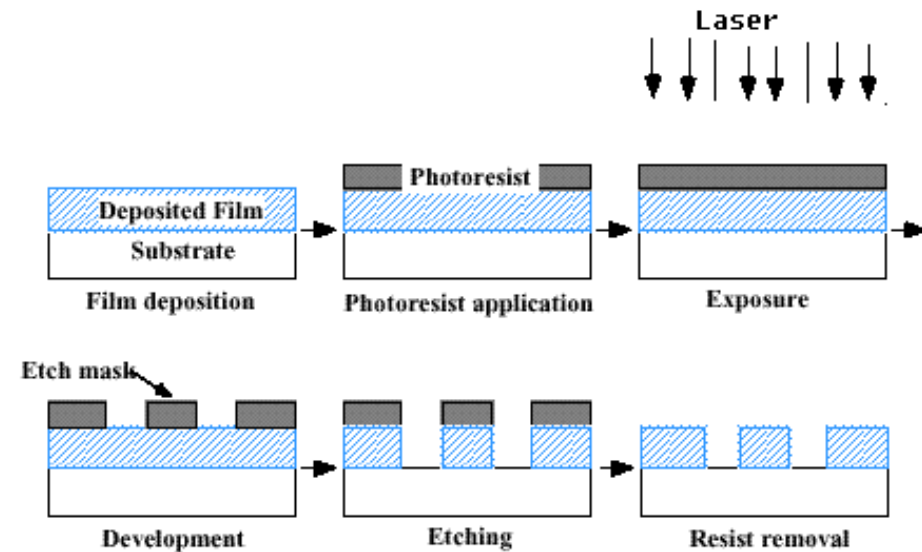 Laser
Photoresist
Deposited Film
Substrate
Film deposition
Photoresist application
Exposure
Etch mask
Development
Etching
Resist removal